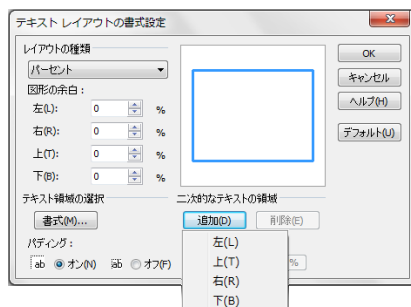 テキスト レイアウトの書式設定
レイアウトの種類
パーセント
図形の余白：
左(L): 0 %
右(R): 0 %
上(T): 0 %
下(B): 0 %
OK
キャンセル
ヘルプ(H)
デフォルト(U)
テキスト領域の選択
書式(M)...
パディング：
ab オン(N) ab オフ(F)
二次的なテキストの領域
追加(D) 削除(E)
左(L)
上(T)
右(R)
下(B)
%